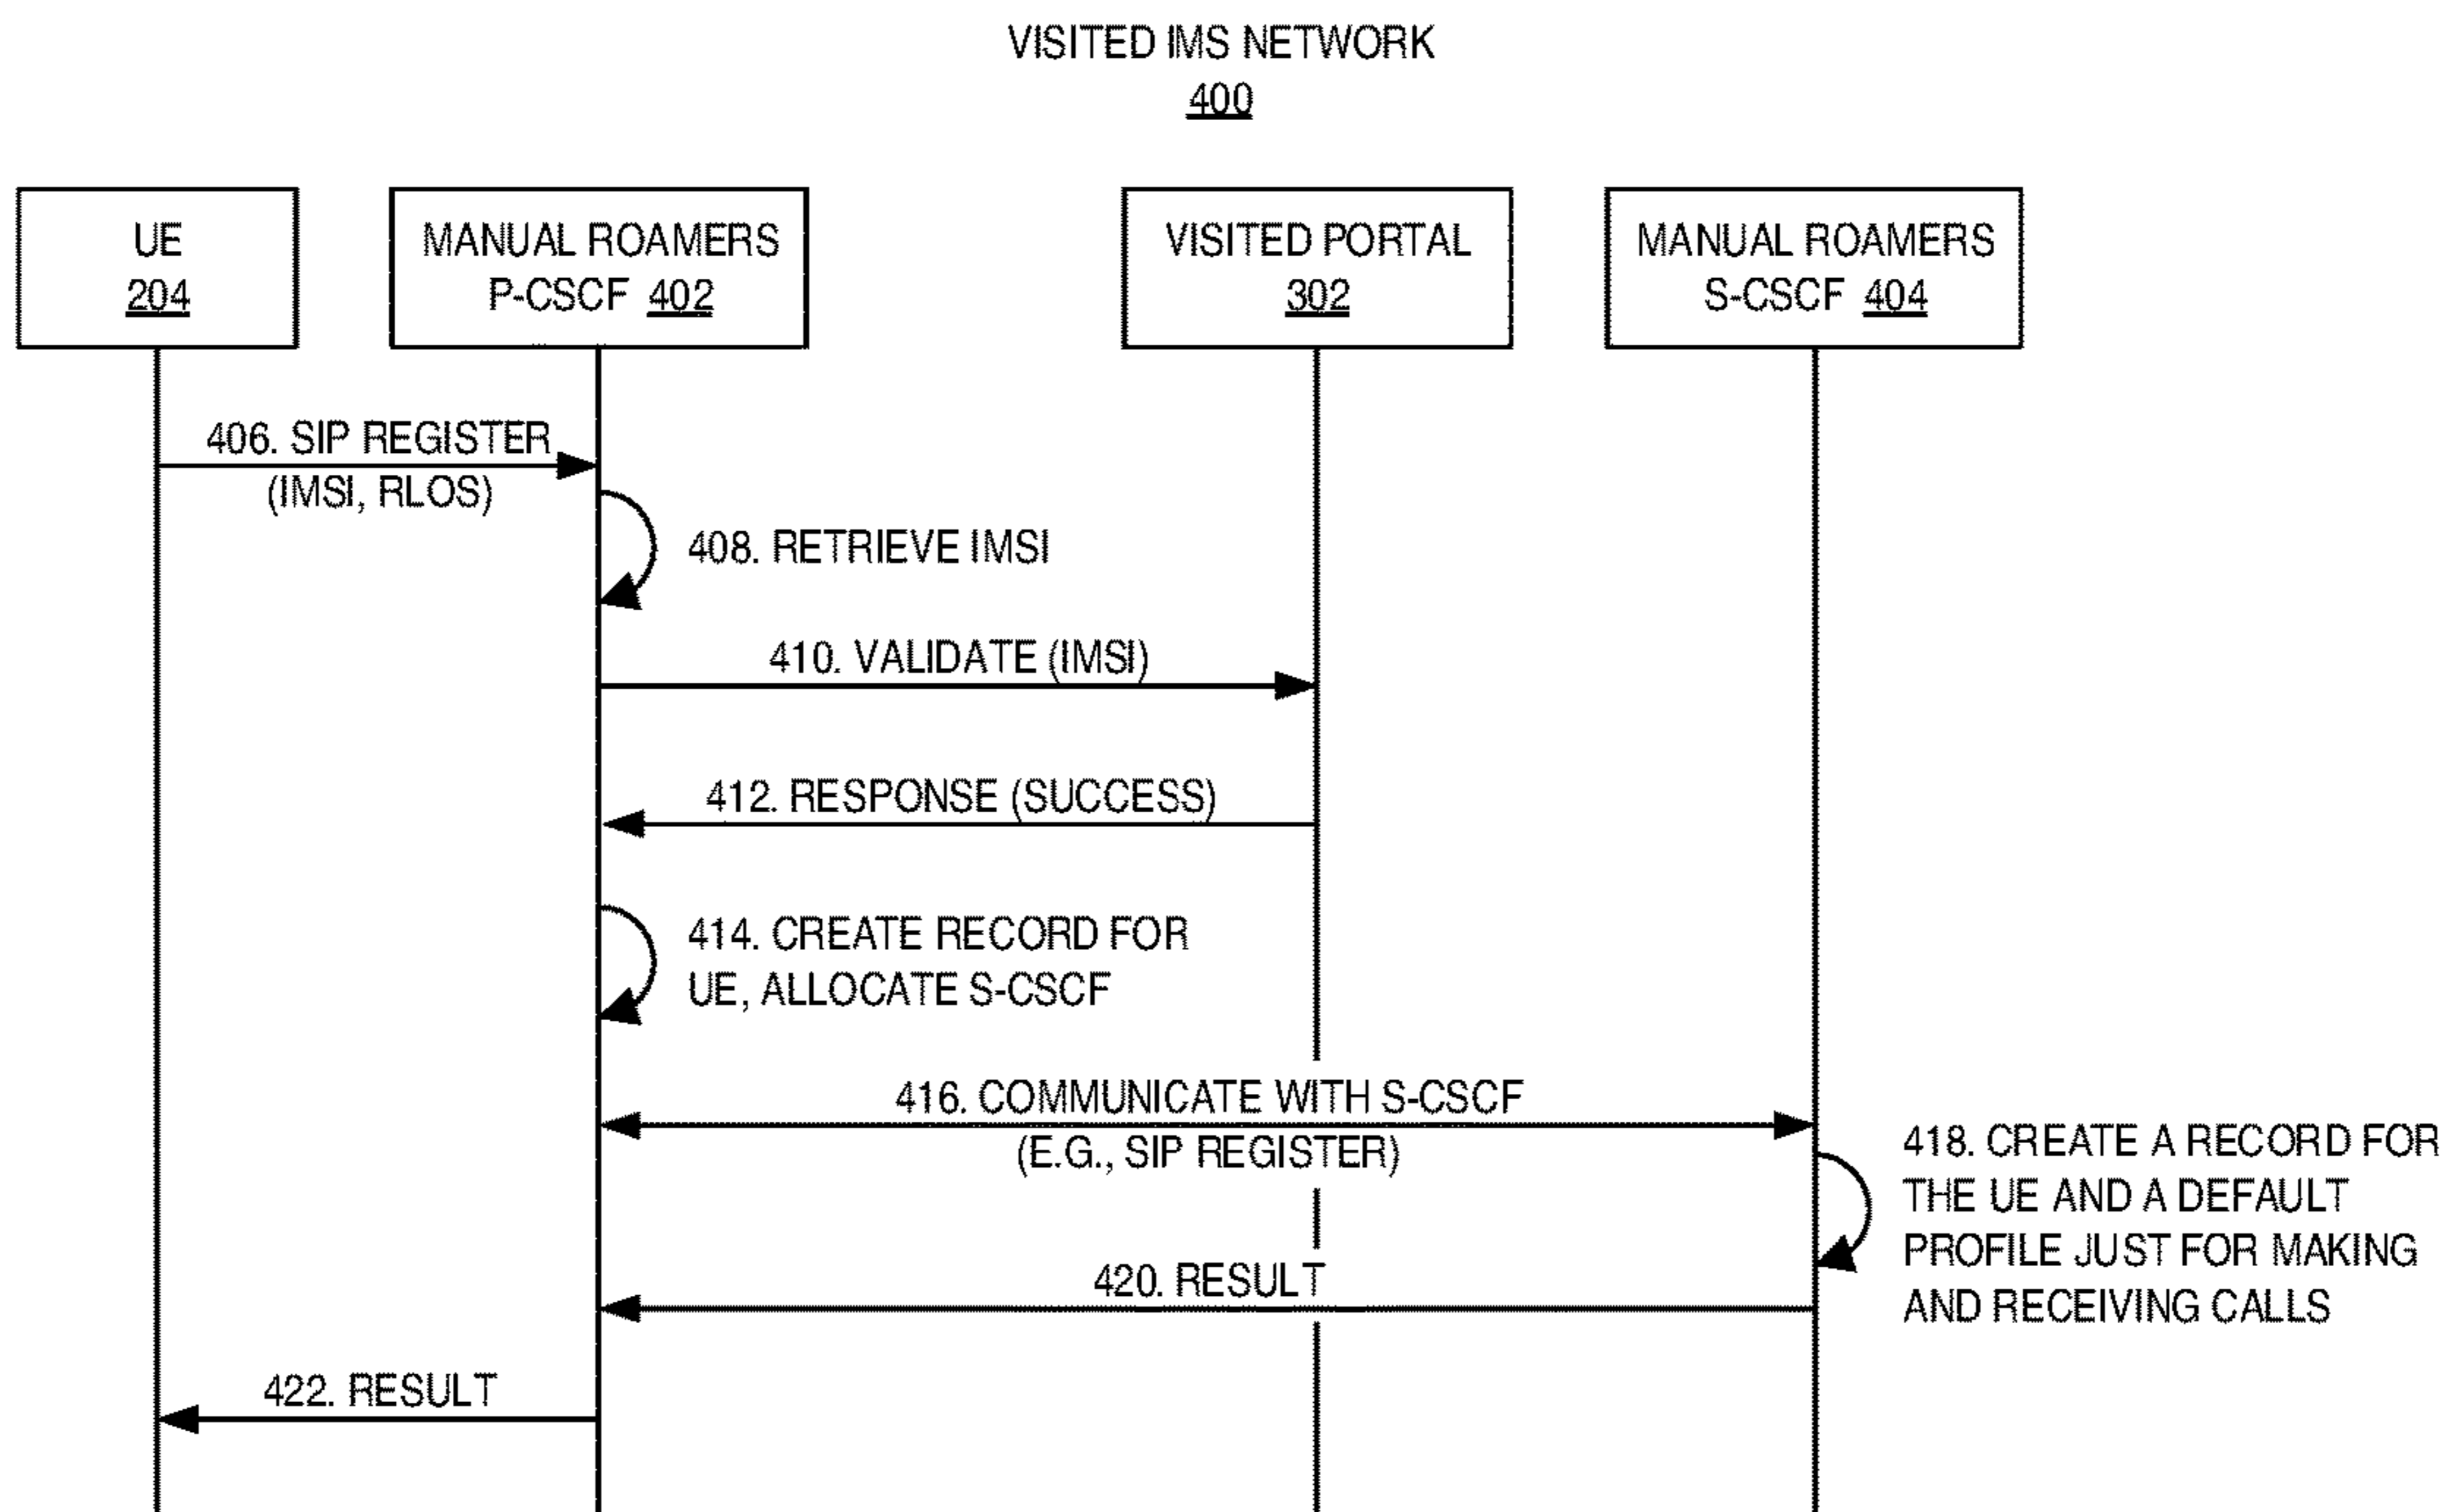 VISITED IMS NETWORK
400
UE
204
MANUAL ROAMERS
P-CSCF 402
VISITED PORTAL
302
MANUAL ROAMERS
S-CSCF 404
406. SIP REGISTER
(IMSI, RLOS)
408. RETRIEVE IMSI
410. VALIDATE (IMSI)
412. RESPONSE (SUCCESS)
414. CREATE RECORD FOR
UE, ALLOCATE S-CSCF
416. COMMUNICATE WITH S-CSCF
(E.G., SIP REGISTER)
418. CREATE A RECORD FOR
THE UE AND A DEFAULT
PROFILE JUST FOR MAKING
AND RECEIVING CALLS
420. RESULT
422. RESULT